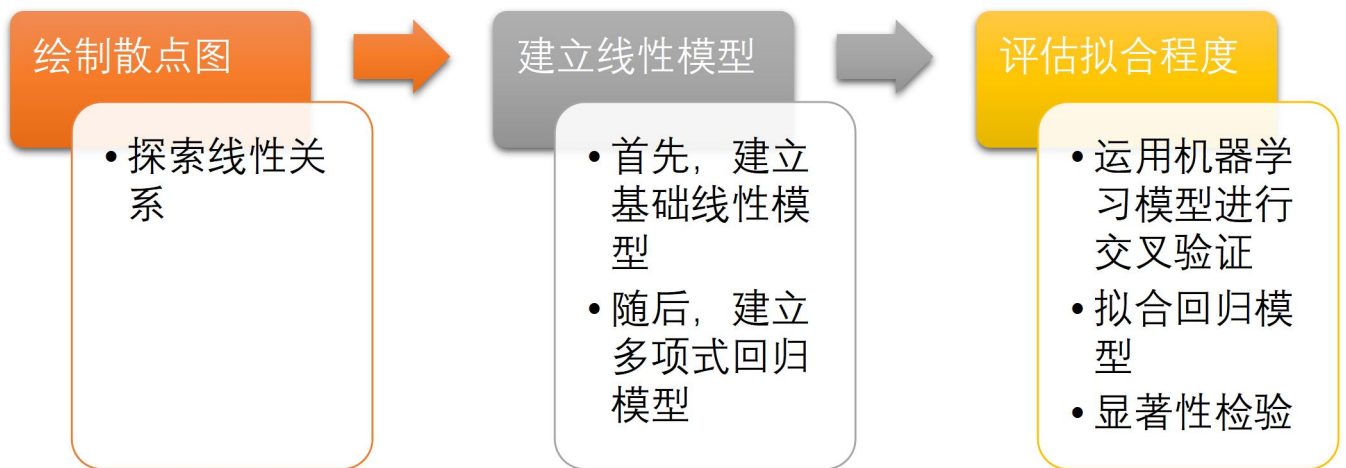 绘制散点图
• 探索线性关
系
建立线性模型
• 首先，建立
基础线性模
型
• 随后，建立
多项式回归
模型
评估拟合程度
• 运用机器学
习模型进行
交叉验证
• 拟合回归模
型
• 显著性检验